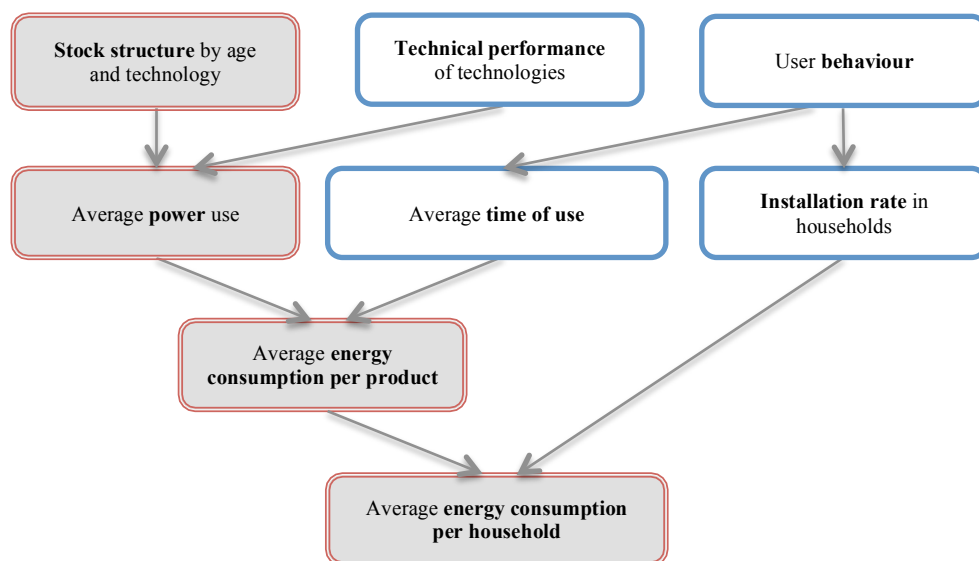 Stock structure by age
and technology
Technical performance
of technologies
User behaviour
Average power use
Average time of use
Installation rate in
households
Average energy
consumption per product
Average energy consumption
per household